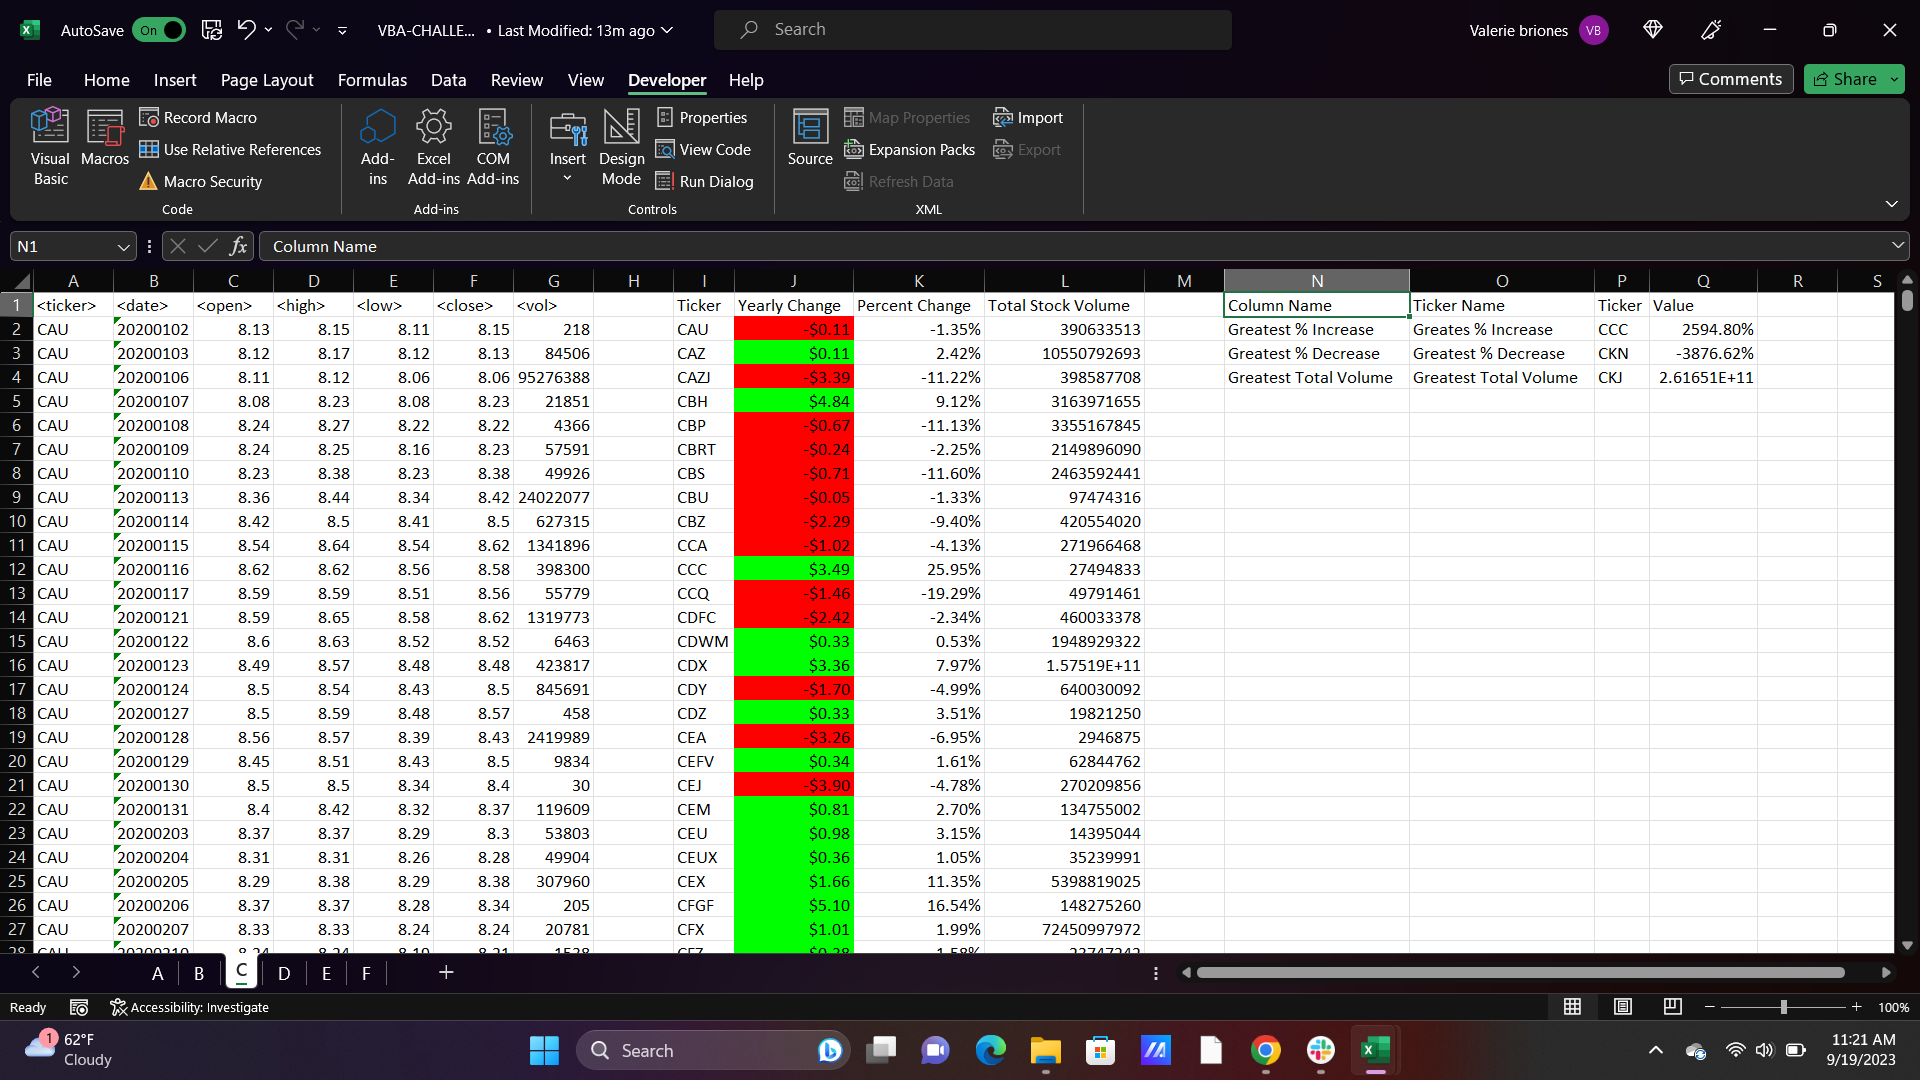 AutoSave On VBA-CHALLE... • Last Modified: 13m ago Search Valerie briones VB
File Home Insert Page Layout Formulas Data Review View Developer Help Comments Share
Visual Basic
Macros
Record Macro
Use Relative References
Macro Security
Code
Add-ins
Excel Add-ins
COM Add-ins
Add-ins
Insert
Design Mode
Properties
View Code
Run Dialog
Controls
Source
Map Properties
Expansion Packs
Refresh Data
Import
Export
XML
N1 fx Column Name
A B C D E F G H I J K L M N O P Q R S
1 <ticker> <date> <open> <high> <low> <close> <vol> Ticker Yearly Change Percent Change Total Stock Volume Column Name Ticker Name Ticker Value
2 CAU 20200102 8.13 8.15 8.11 8.15 218 CAU -$0.11 -1.35% 390633513 Greatest % Increase Greates % Increase CCC 2594.80%
3 CAU 20200103 8.12 8.17 8.12 8.13 84506 CAZ $0.11 2.42% 10550792693 Greatest % Decrease Greatest % Decrease CKN -3876.62%
4 CAU 20200106 8.11 8.12 8.06 8.06 95276388 CAZJ -$3.39 -11.22% 398587708 Greatest Total Volume Greatest Total Volume CKJ 2.61651E+11
5 CAU 20200107 8.08 8.23 8.08 8.23 21851 CBH $4.84 9.12% 3163971655
6 CAU 20200108 8.24 8.27 8.22 8.22 4366 CBP -$0.67 -11.13% 3355167845
7 CAU 20200109 8.24 8.25 8.16 8.23 57591 CBRT -$0.24 -2.25% 2149896090
8 CAU 20200110 8.23 8.38 8.23 8.38 49926 CBS -$0.71 -11.60% 2463592441
9 CAU 20200113 8.36 8.44 8.34 8.42 24022077 CBU -$0.05 -1.33% 97474316
10 CAU 20200114 8.42 8.5 8.41 8.5 627315 CBZ -$2.29 -9.40% 420554020
11 CAU 20200115 8.54 8.64 8.54 8.62 1341896 CCA -$1.02 -4.13% 271966468
12 CAU 20200116 8.62 8.62 8.56 8.58 398300 CCC $3.49 25.95% 27494833
13 CAU 20200117 8.59 8.59 8.51 8.56 55779 CCQ -$1.46 -19.29% 49791461
14 CAU 20200121 8.59 8.65 8.58 8.62 1319773 CDFC -$2.42 -2.34% 460033378
15 CAU 20200122 8.6 8.63 8.52 8.52 6463 CDWM $0.33 0.53% 1948929322
16 CAU 20200123 8.49 8.57 8.48 8.48 423817 CDX $3.36 7.97% 1.57519E+11
17 CAU 20200124 8.5 8.54 8.43 8.5 845691 CDY -$1.70 -4.99% 640030092
18 CAU 20200127 8.5 8.59 8.48 8.57 458 CDZ $0.33 3.51% 19821250
19 CAU 20200128 8.56 8.57 8.39 8.43 2419989 CEA -$3.26 -6.95% 2946875
20 CAU 20200129 8.45 8.51 8.43 8.5 9834 CEFV $0.34 1.61% 62844762
21 CAU 20200130 8.5 8.5 8.34 8.4 30 CEJ -$3.90 -4.78% 270209856
22 CAU 20200131 8.4 8.42 8.32 8.37 119609 CEM $0.81 2.70% 134755002
23 CAU 20200203 8.37 8.37 8.29 8.3 53803 CEU $0.98 3.15% 14395044
24 CAU 20200204 8.31 8.31 8.26 8.28 49904 CEUX $0.36 1.05% 35239991
25 CAU 20200205 8.29 8.38 8.29 8.38 307960 CEX $1.66 11.35% 5398819025
26 CAU 20200206 8.37 8.37 8.28 8.34 205 CFGF $5.10 16.54% 148275260
27 CAU 20200207 8.33 8.33 8.24 8.24 20781 CFX $1.01 1.99% 72450997972
28 CAU 20200210
A B C D E F +
Ready Accessibility: Investigate 100%
1 62°F Search 11:21 AM
Cloudy 9/19/2023